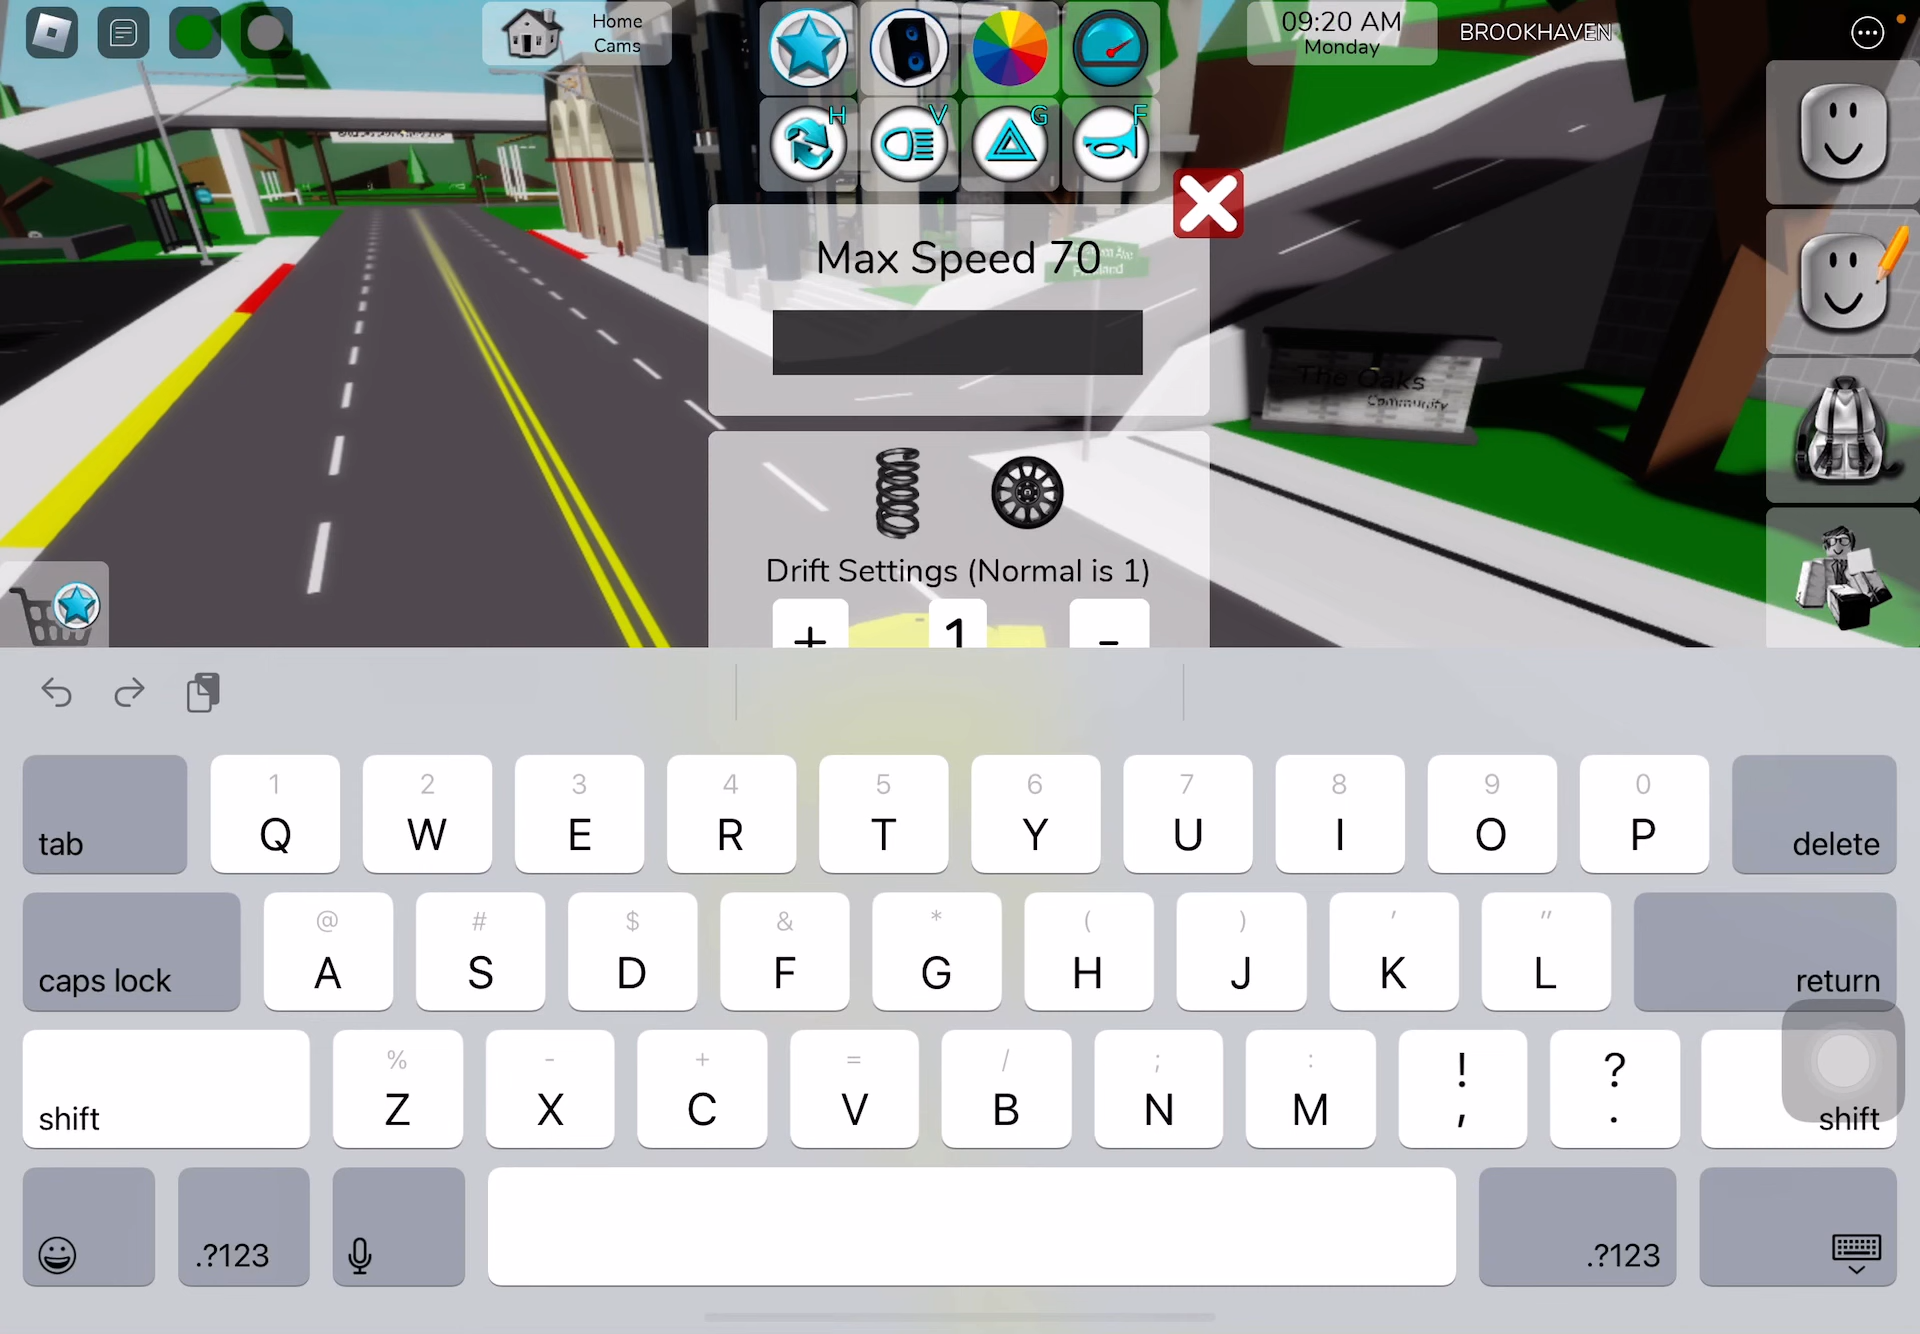 Home
Cams
09:20 AM
Monday
BROOKHAVEN
H
V
G
F
Max Speed 70
The Oaks
Community
Drift Settings (Normal is 1)
+ 1 -
1 2 3 4 5 6 7 8 9 0
tab Q W E R T Y U I O P delete
@ # $ & * ( ) ' "
caps lock A S D F G H J K L return
% - + = / ; : ! ?
shift Z X C V B N M , . shift
.?123 .?123